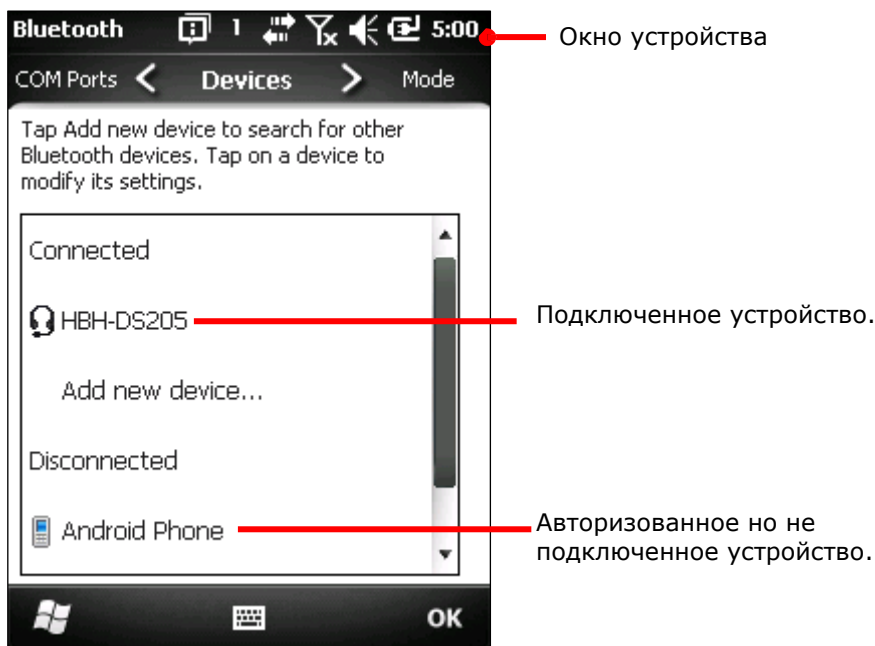 Bluetooth 1 5:00
Окно устройства
COM Ports Devices Mode
Tap Add new device to search for other
Bluetooth devices. Tap on a device to
modify its settings.
Connected
HBH-DS205
Подключенное устройство.
Add new device...
Disconnected
Android Phone
Авторизованное но не
подключенное устройство.
OK